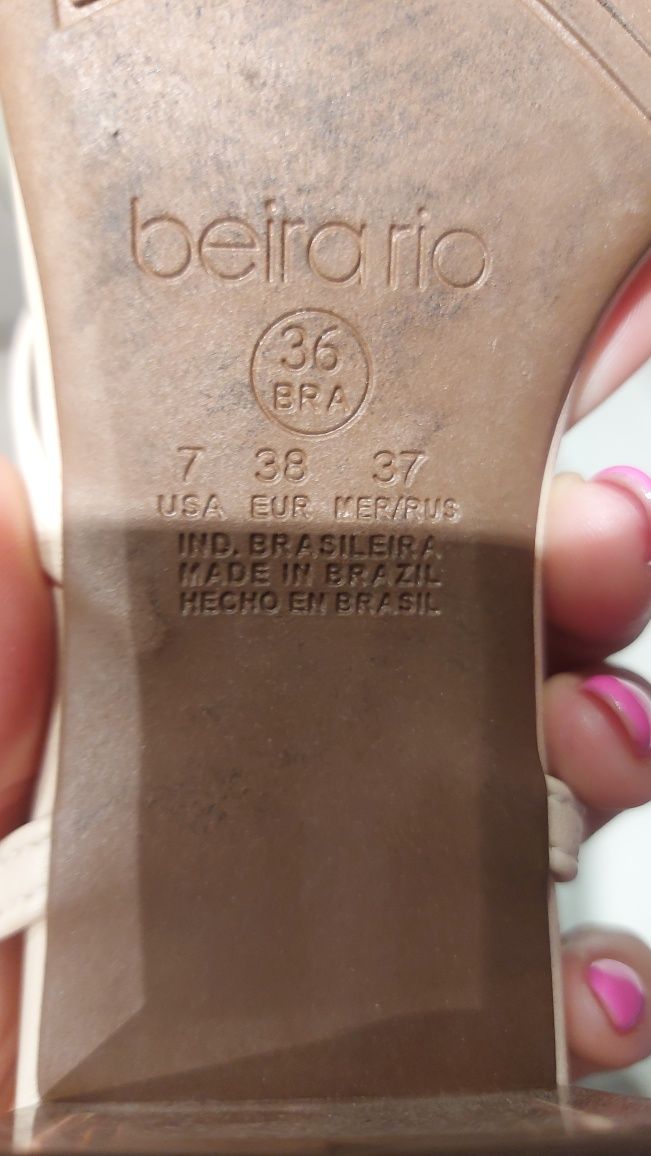 beira rio
36
BRA
7 38 37
USA EUR MER/RUS
IND. BRASILEIRA
MADE IN BRAZIL
HECHO EN BRASIL